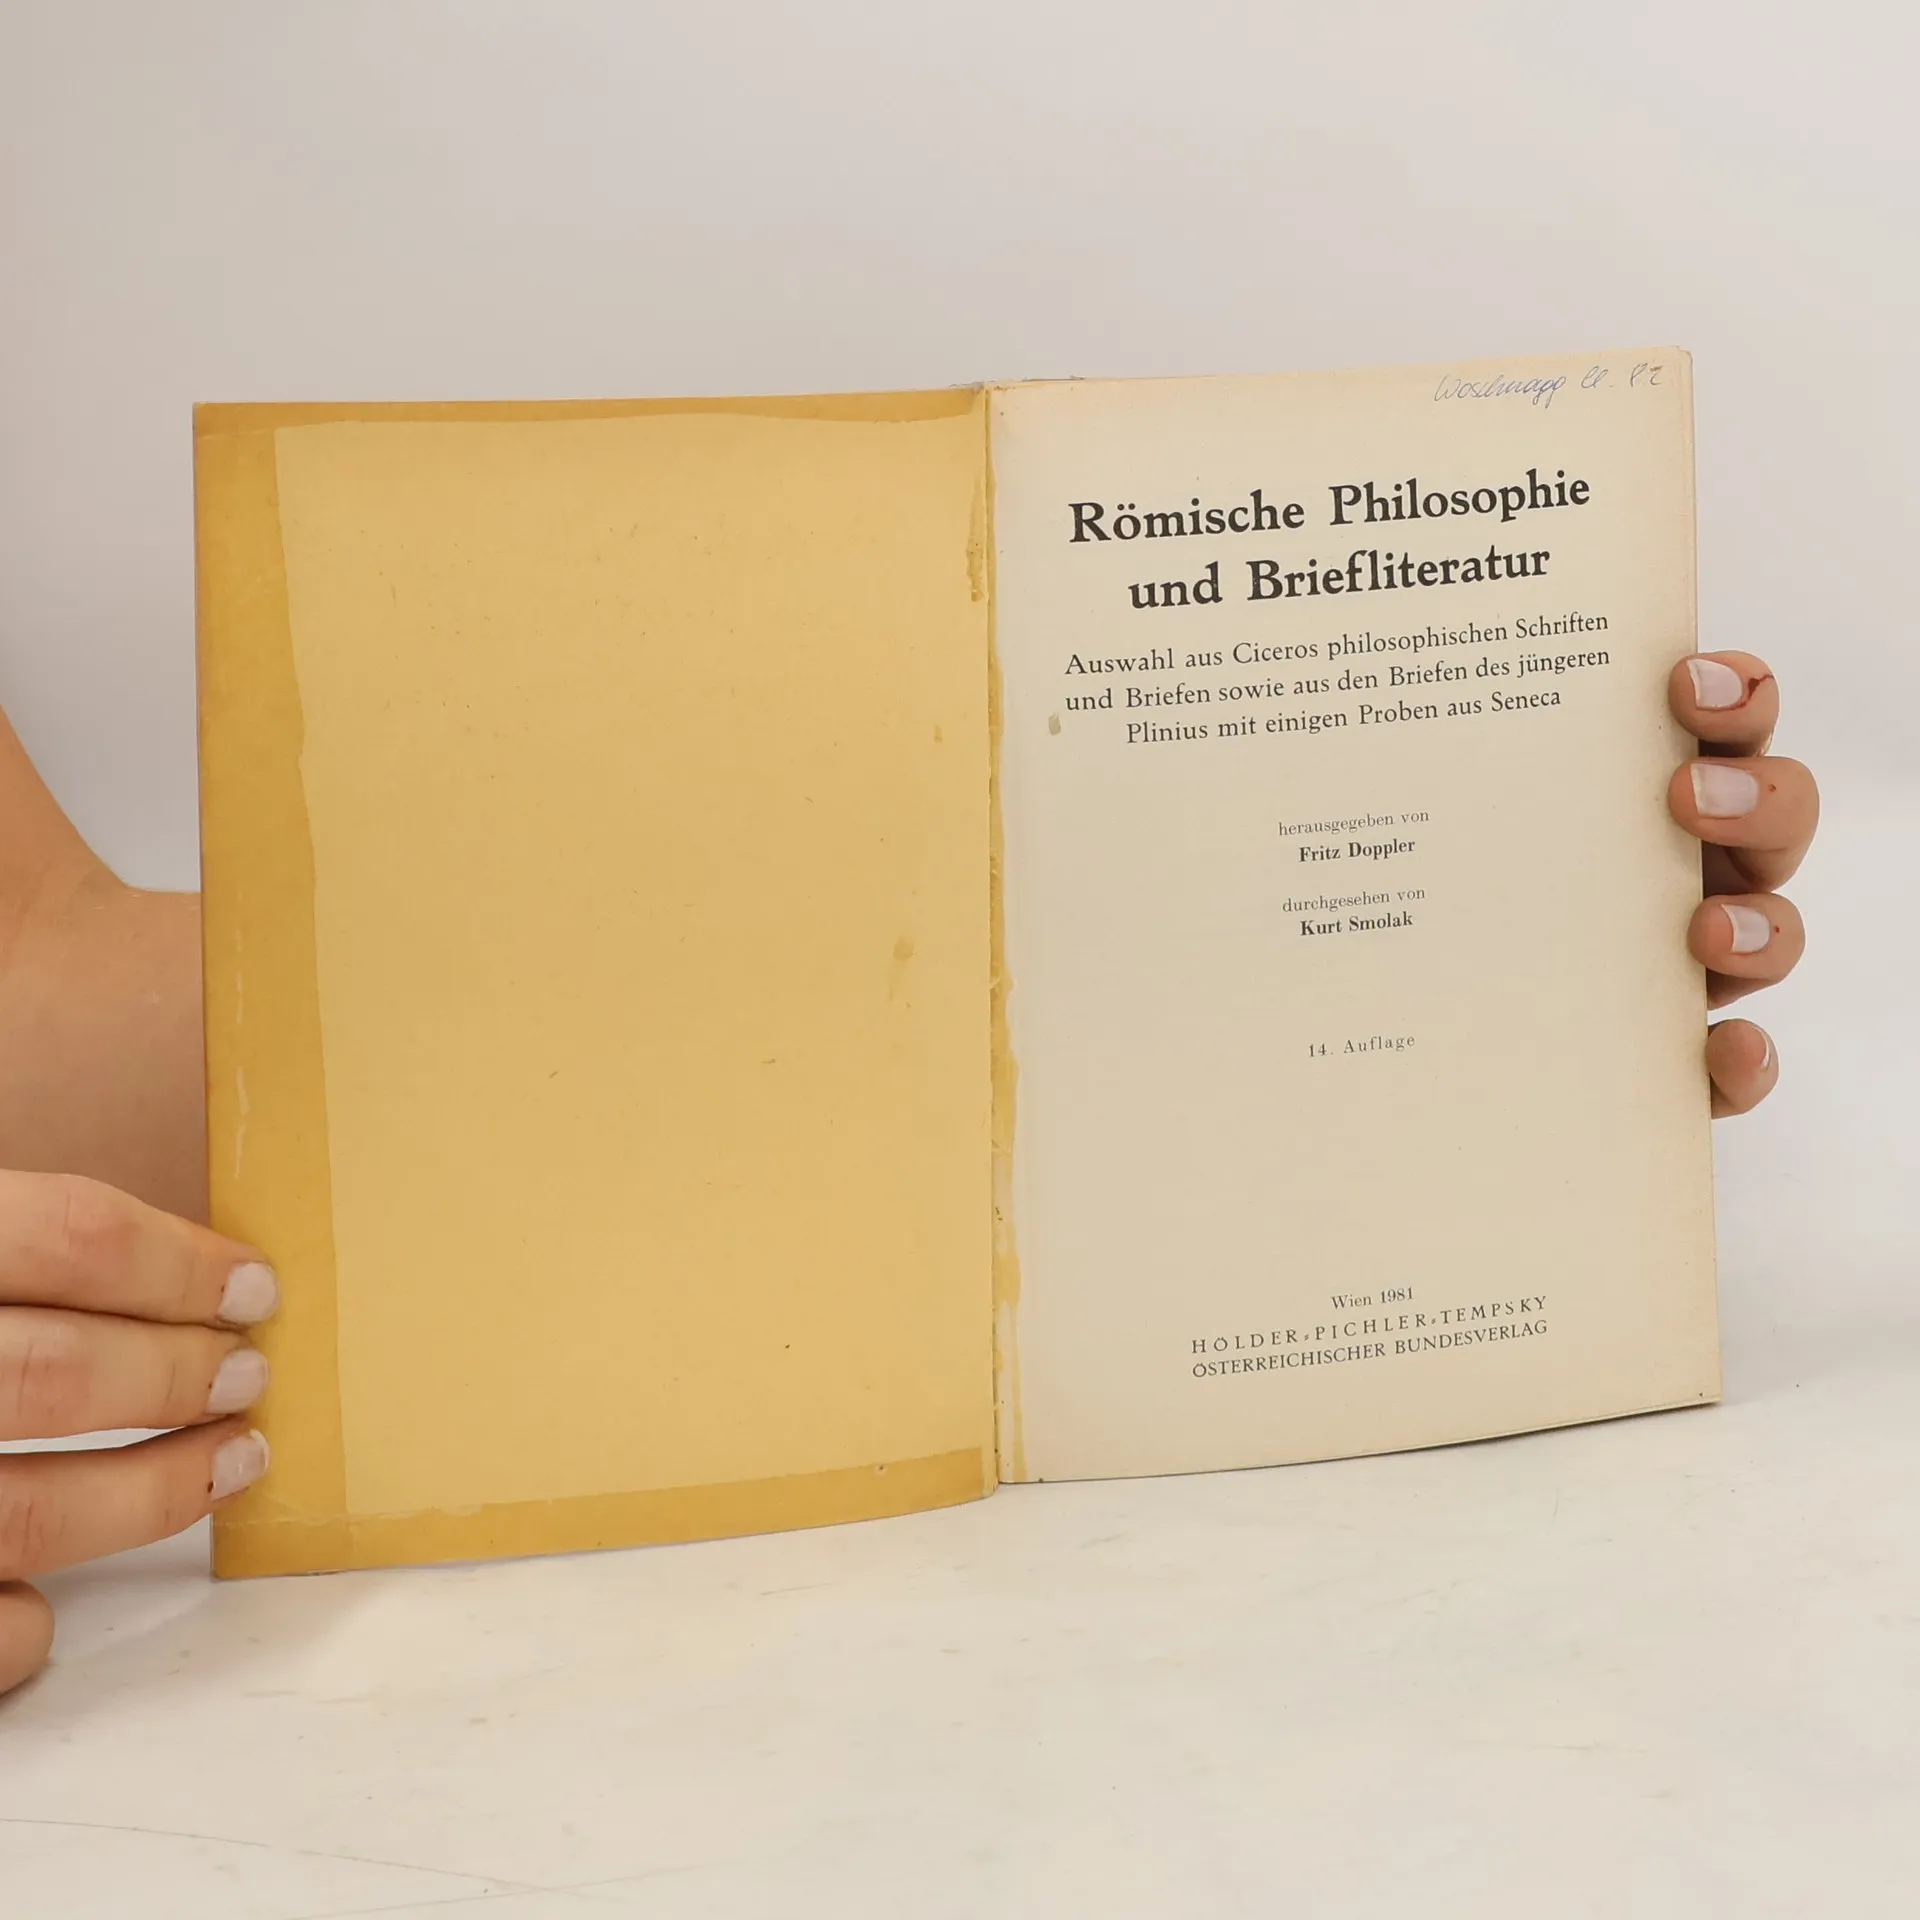 Woschnagg
Römische Philosophie
und Briefliteratur
Auswahl aus Ciceros philosophischen Schriften
und Briefen sowie aus den Briefen des jüngeren
Plinius mit einigen Proben aus Seneca
herausgegeben von
Fritz Doppler
durchgesehen von
Kurt Smolak
14. Auflage
Wien 1981
HÖLDER-PICHLER-TEMPSKY
ÖSTERREICHISCHER BUNDESVERLAG